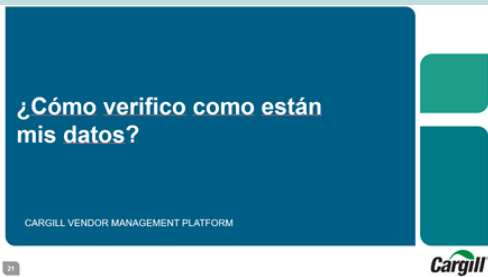 ¿Cómo verifico como están
mis datos?
CARGILL VENDOR MANAGEMENT PLATFORM
21
Cargill